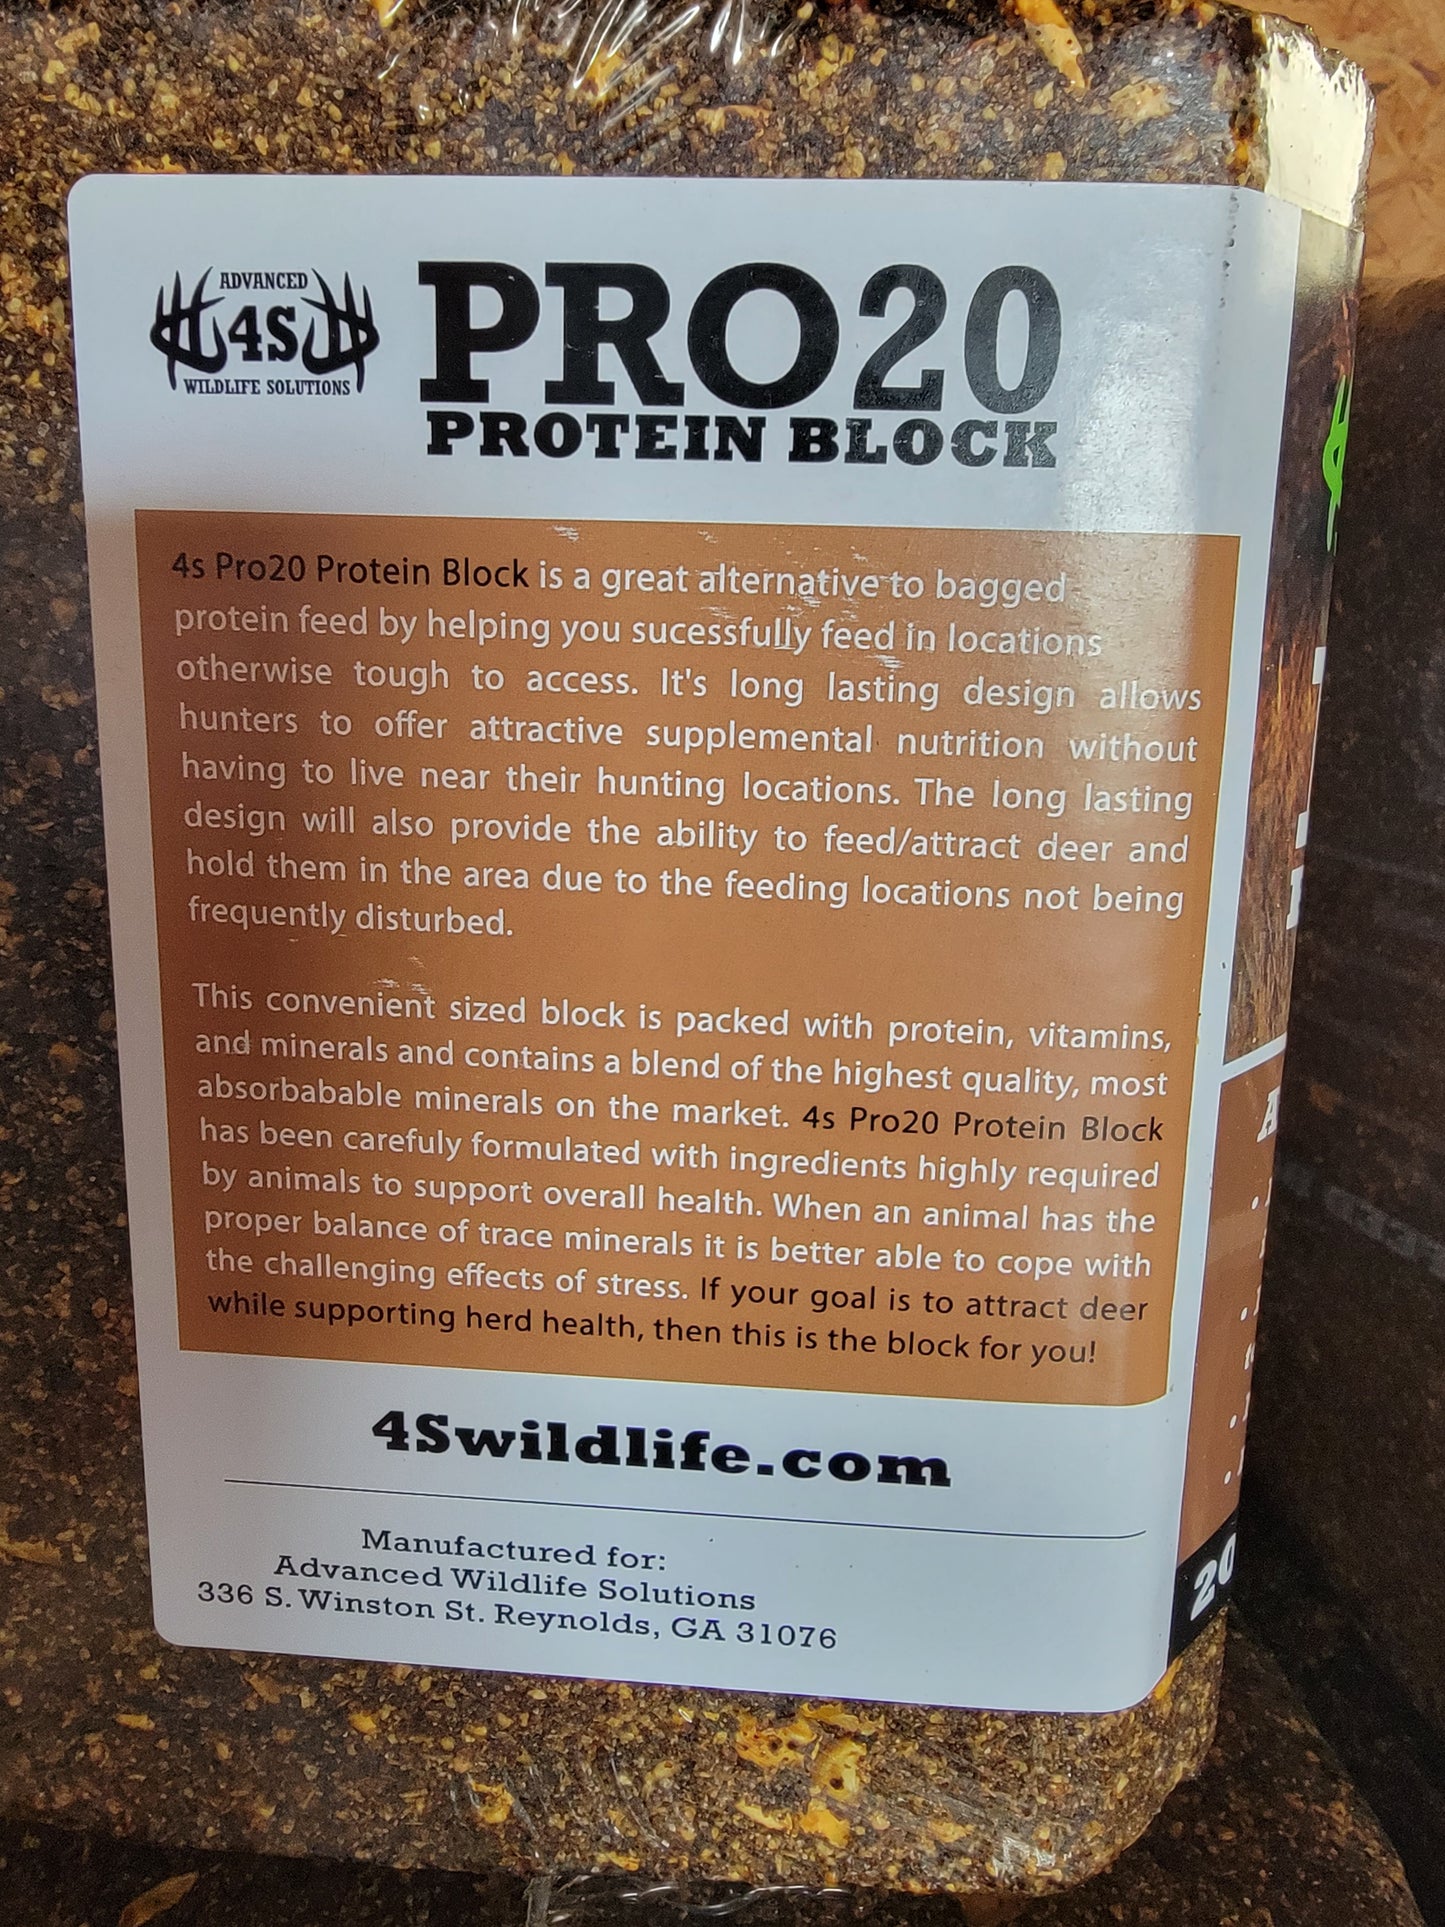 ADVANCED
4S
WILDLIFE SOLUTIONS
PRO20
PROTEIN BLOCK
4s Pro20 Protein Block is a great alternative to bagged
protein feed by helping you sucessfully feed in locations
otherwise tough to access. It's long lasting design allows
hunters to offer attractive supplemental nutrition without
having to live near their hunting locations. The long lasting
design will also provide the ability to feed/attract deer and
hold them in the area due to the feeding locations not being
frequently disturbed.
This convenient sized block is packed with protein, vitamins,
and minerals and contains a blend of the highest quality, most
absorbabable minerals on the market. 4s Pro20 Protein Block
has been carefuly formulated with ingredients highly required
by animals to support overall health. When an animal has the
proper balance of trace minerals it is better able to cope with
the challenging effects of stress. If your goal is to attract deer
while supporting herd health, then this is the block for you!
4Swildlife.com
Manufactured for:
Advanced Wildlife Solutions
336 S. Winston St. Reynolds, GA 31076
20